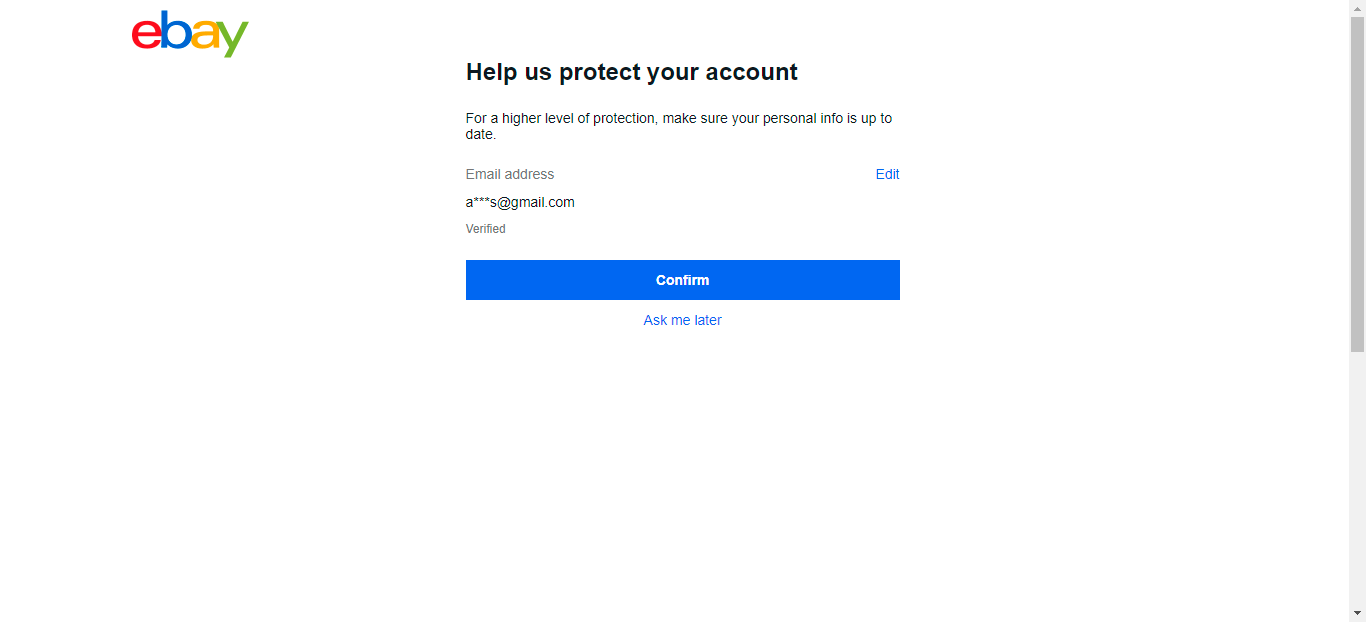 ebay
Help us protect your account
For a higher level of protection, make sure your personal info is up to
date.
Email address
Edit
a***s@gmail.com
Verified
Confirm
Ask me later